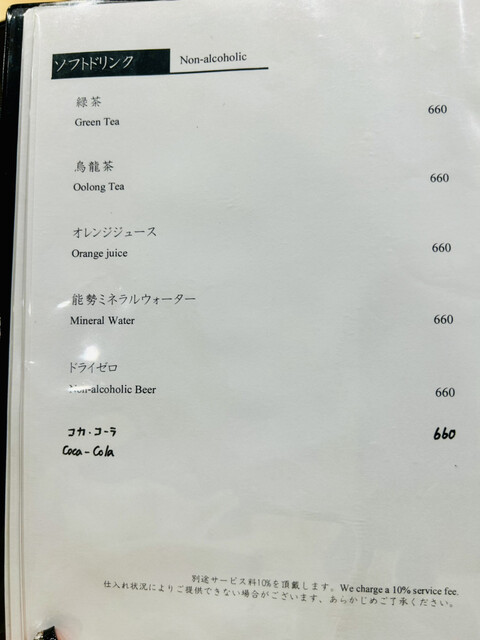 ソフトドリンク Non-alcoholic
緑茶 660
Green Tea
烏龍茶 660
Oolong Tea
オレンジジュース 660
Orange juice
能勢ミネラルウォーター 660
Mineral Water
ドライゼロ 660
Non-alcoholic Beer
コカ・コーラ 660
Coca-Cola
別途サービス料10%を頂戴します。We charge a 10% service fee.
仕入れ状況によりご提供できない場合がございます、あらかじめご了承ください。